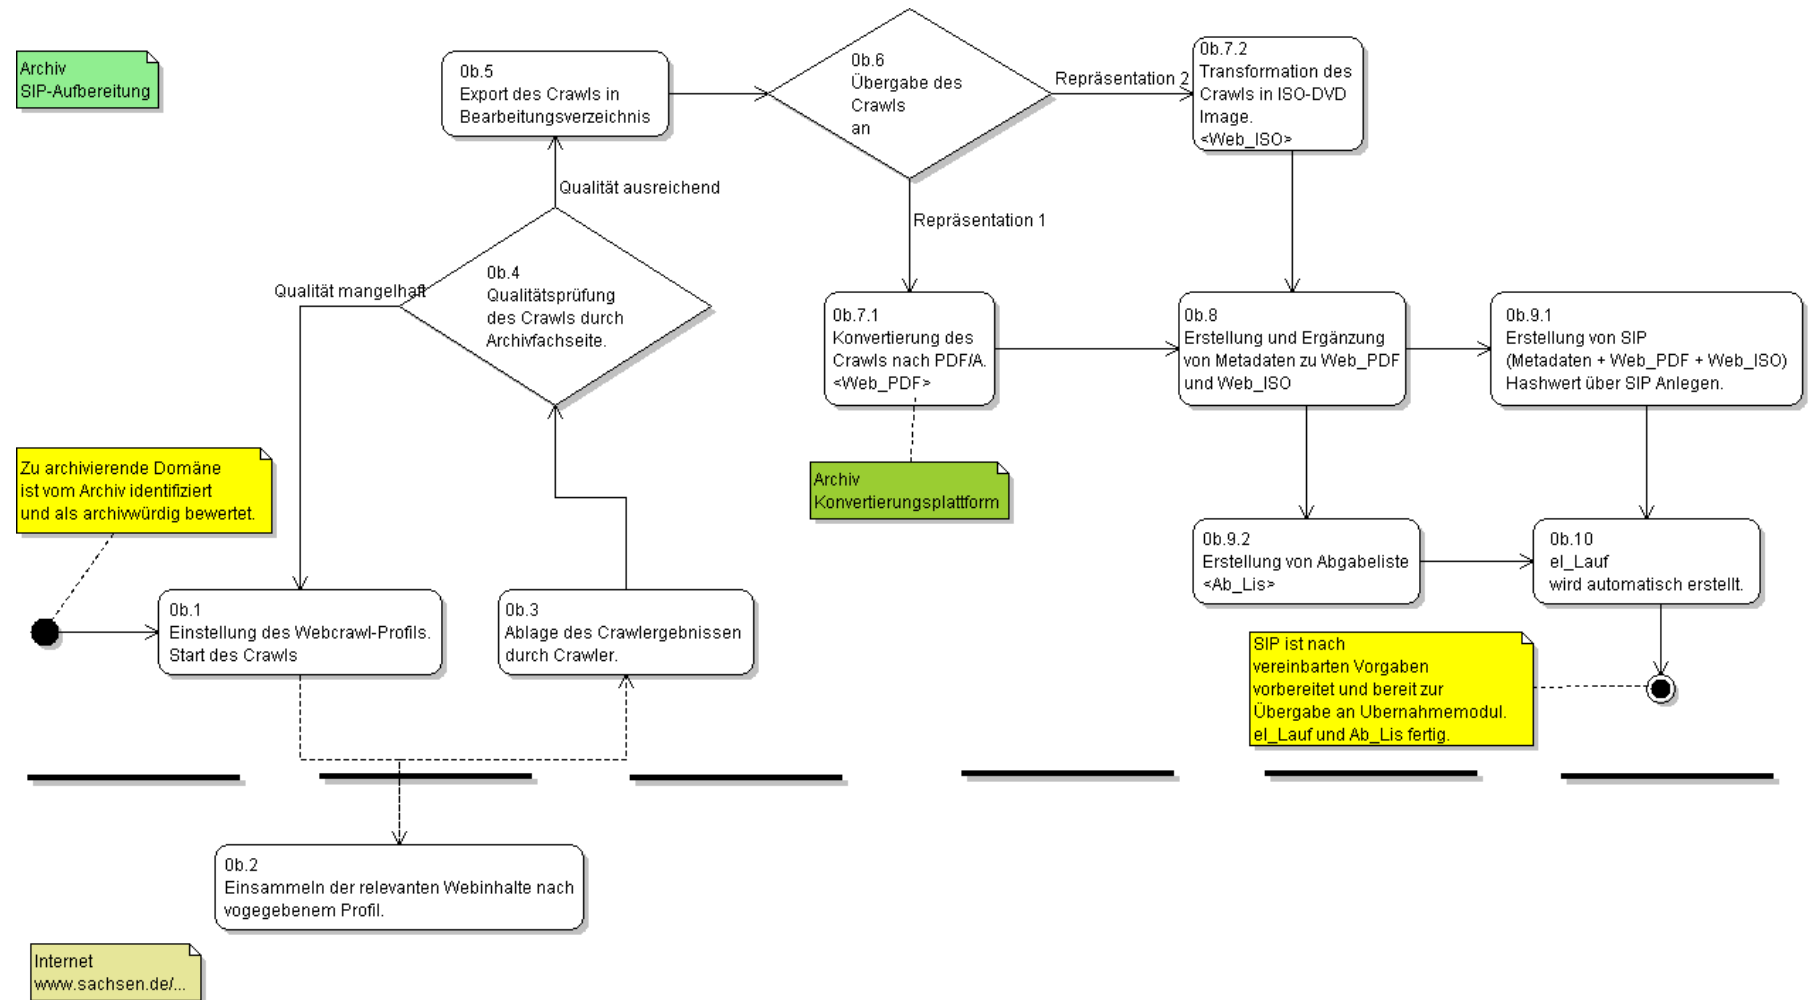 Archiv
SIP-Aufbereitung
0b.5
Export des Crawls in
Bearbeitungsverzeichnis
0b.6
Übergabe des
Crawls
an
Repräsentation 2
0b.7.2
Transformation des
Crawls in ISO-DVD
Image.
<Web_ISO>
Qualität ausreichend
Repräsentation 1
Qualität mangelhaft
0b.4
Qualitätsprüfung
des Crawls durch
Archivfachseite.
0b.7.1
Konvertierung des
Crawls nach PDF/A.
<Web_PDF>
0b.8
Erstellung und Ergänzung
von Metadaten zu Web_PDF
und Web_ISO
0b.9.1
Erstellung von SIP
(Metadaten + Web_PDF + Web_ISO)
Hashwert über SIP Anlegen.
Zu archivierende Domäne
ist vom Archiv identifiziert
und als archivwürdig bewertet.
Archiv
Konvertierungsplattform
0b.9.2
Erstellung von Abgabeliste
<Ab_Lis>
0b.10
el_Lauf
wird automatisch erstellt.
0b.1
Einstellung des Webcrawl-Profils.
Start des Crawls
0b.3
Ablage des Crawlergebnissen
durch Crawler.
SIP ist nach
vereinbarten Vorgaben
vorbereitet und bereit zur
Übergabe an Ubernahmemodul.
el_Lauf und Ab_Lis fertig.
0b.2
Einsammeln der relevanten Webinhalte nach
vogegebenem Profil.
Internet
www.sachsen.de/...